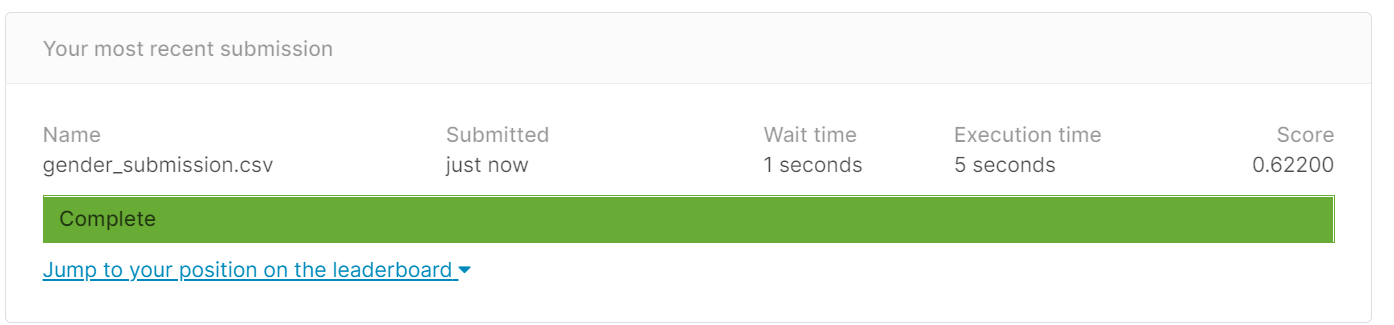 Your most recent submission
Name Submitted Wait time Execution time Score
gender_submission.csv just now 1 seconds 5 seconds 0.62200
Complete
Jump to your position on the leaderboard